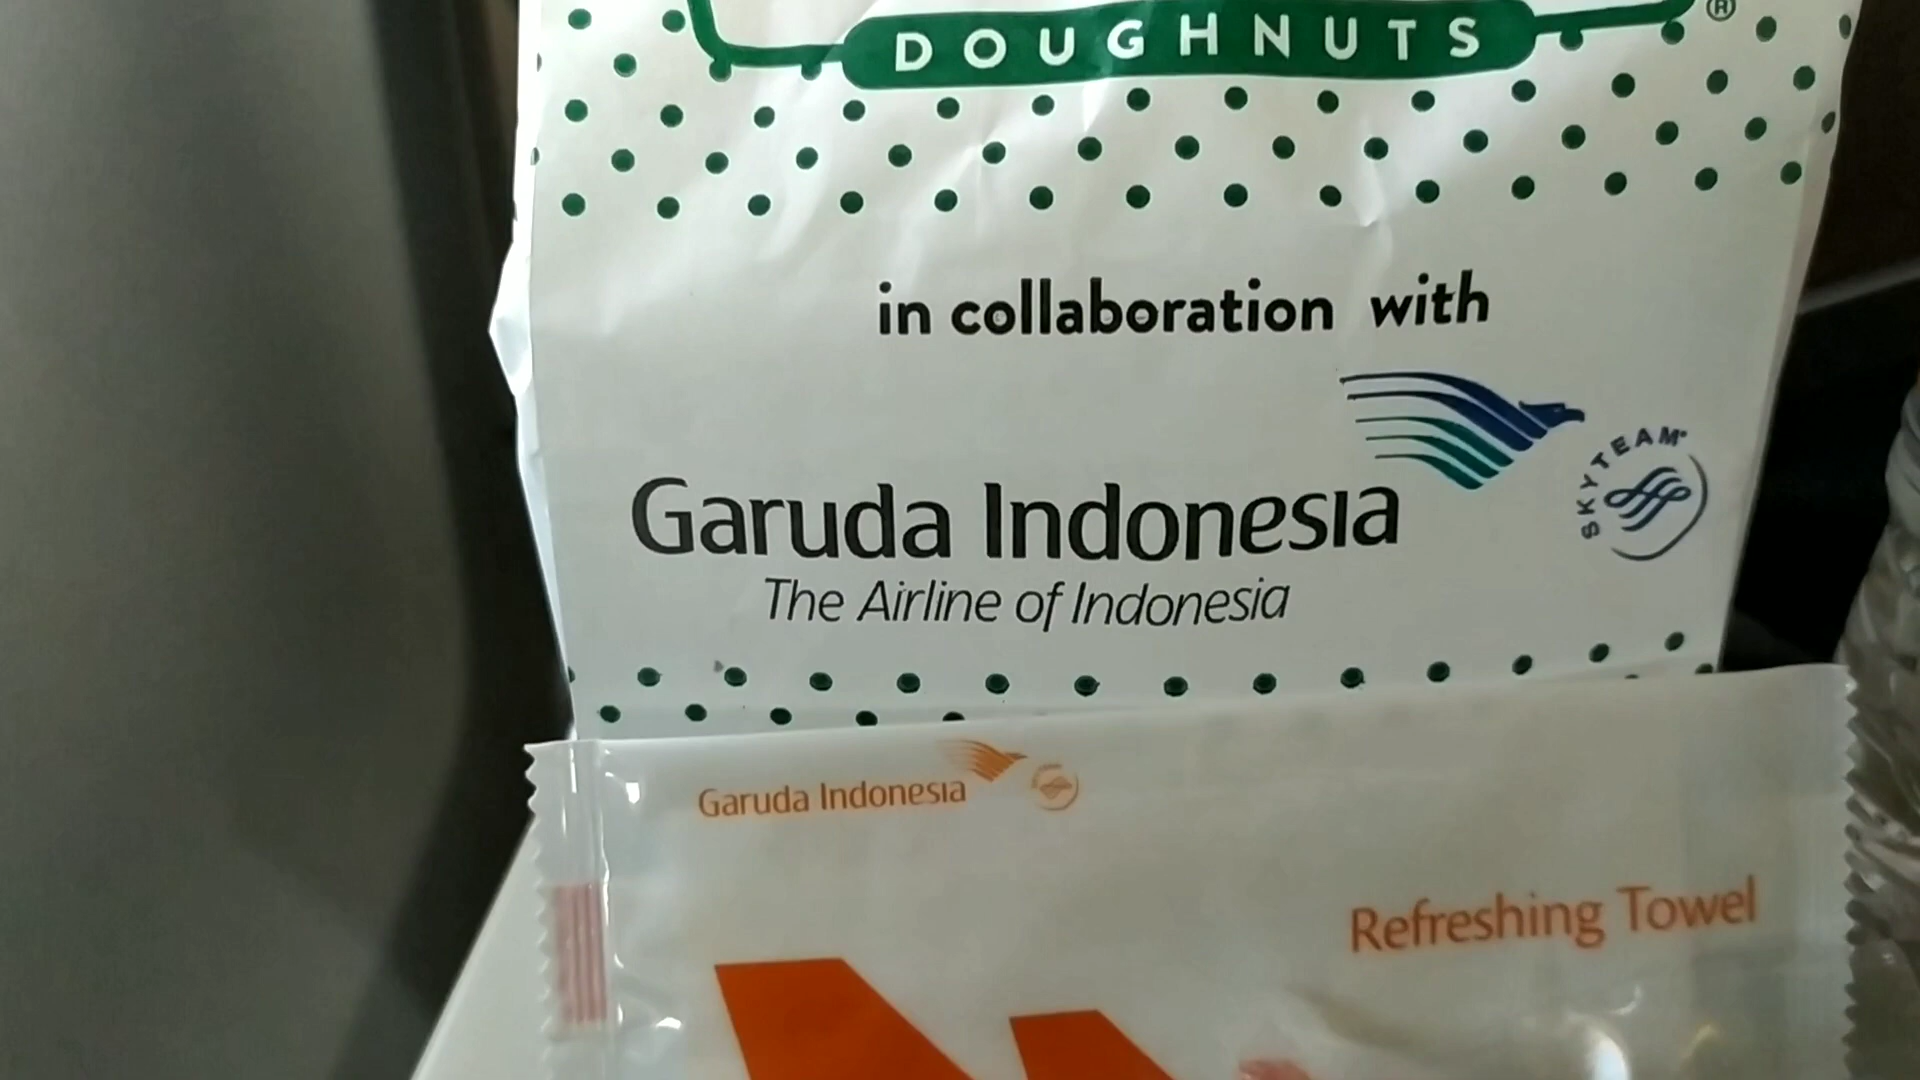 DOUGHNUTS®
in collaboration with
Garuda Indonesia
SKYTEAM
The Airline of Indonesia
Garuda Indonesia
Refreshing Towel